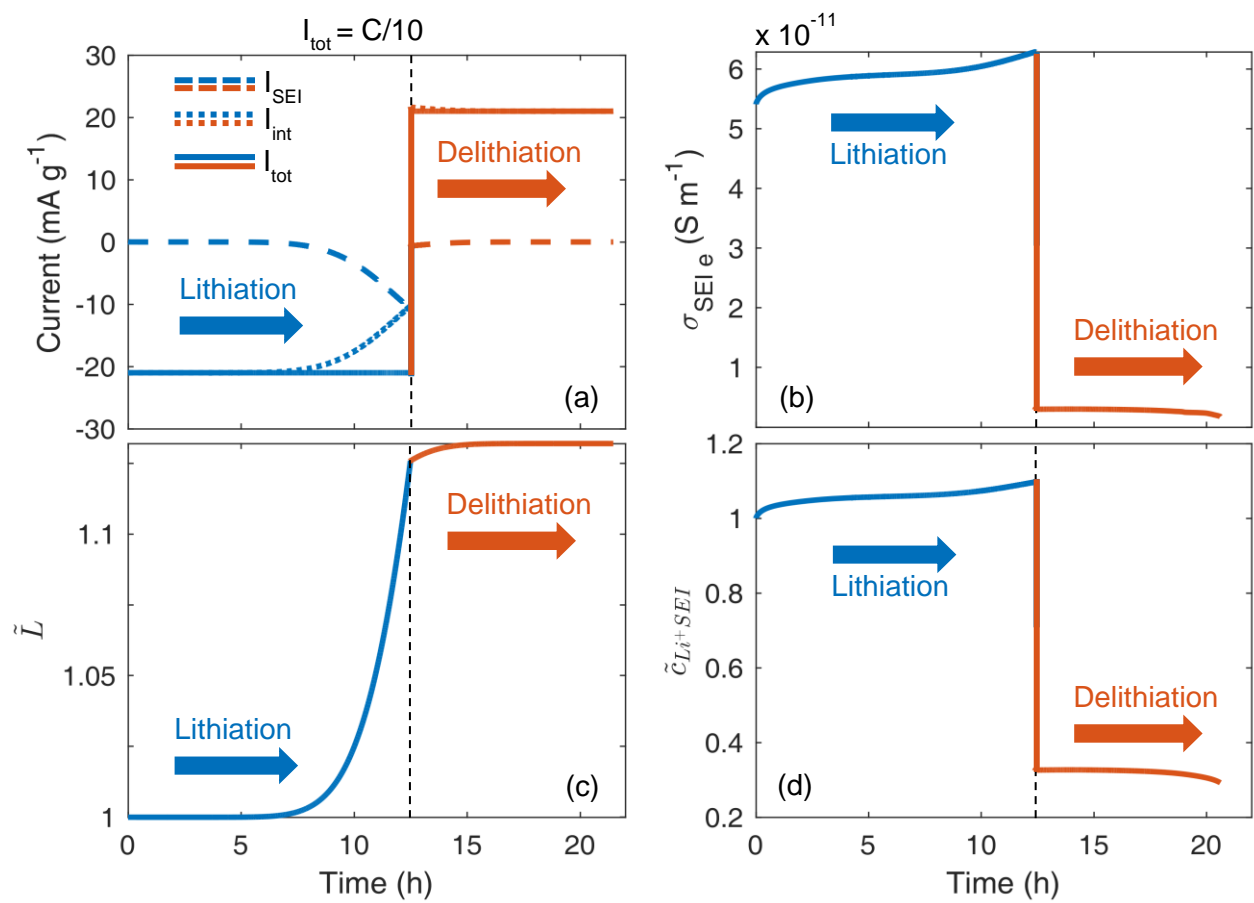 I_tot = C/10
30
20
10
0
-10
-20
-30
Current (mA g⁻¹)
I_SEI
I_int
I_tot
Delithiation
Lithiation
(a)
x 10⁻¹¹
6
5
4
3
2
1
σ_SEI e (S m⁻¹)
Lithiation
Delithiation
(b)
1.1
1.05
1
L̃
Delithiation
Lithiation
(c)
0 5 10 15 20
Time (h)
1.2
1
0.8
0.6
0.4
0.2
c̃_Li⁺SEI
Lithiation
Delithiation
(d)
0 5 10 15 20
Time (h)